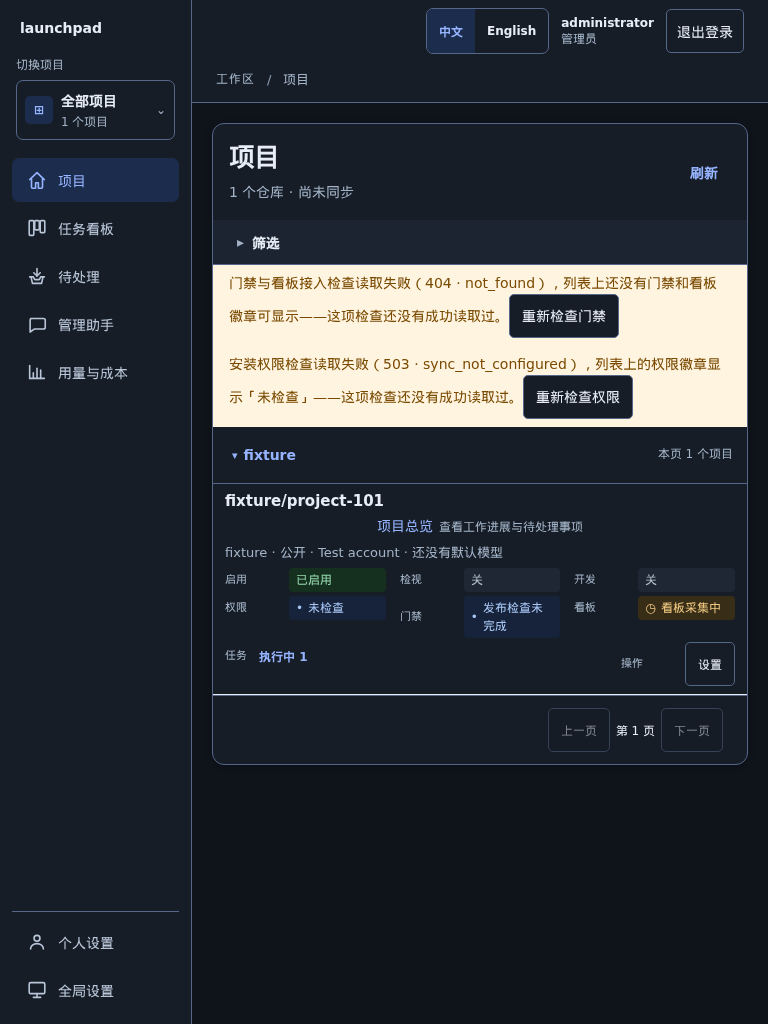 launchpad
切换项目
全部项目
1 个项目
项目
任务看板
待处理
管理助手
用量与成本
个人设置
全局设置
中文 English
administrator
管理员
退出登录
工作区 / 项目
项目
1 个仓库 · 尚未同步
刷新
▸ 筛选
门禁与看板接入检查读取失败（404 · not_found），列表上还没有门禁和看板
徽章可显示——这项检查还没有成功读取过。 重新检查门禁
安装权限检查读取失败（503 · sync_not_configured），列表上的权限徽章显
示「未检查」——这项检查还没有成功读取过。 重新检查权限
▾ fixture 本页 1 个项目
fixture/project-101
项目总览 查看工作进展与待处理事项
fixture · 公开 · Test account · 还没有默认模型
启用 已启用 检视 关 开发 关
权限 • 未检查 门禁 • 发布检查未
完成 看板 ◷ 看板采集中
任务 执行中 1 操作 设置
上一页 第 1 页 下一页